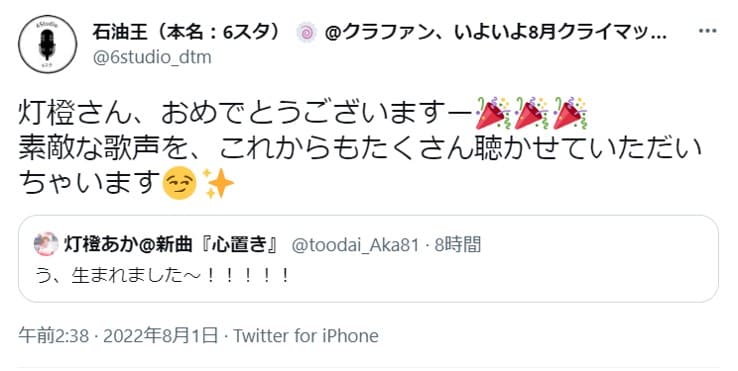 石油王（本名：6スタ） 🍥 @クラファン、いよいよ8月クライマッ...
@6studio_dtm
灯橙さん、おめでとうございますー🎉🎉🎉
素敵な歌声を、これからもたくさん聴かせていただい
ちゃいます😏✨
灯橙あか@新曲『心置き』 @toodai_Aka81 · 8時間
う、生まれました〜！！！！！
午前2:38 · 2022年8月1日 · Twitter for iPhone